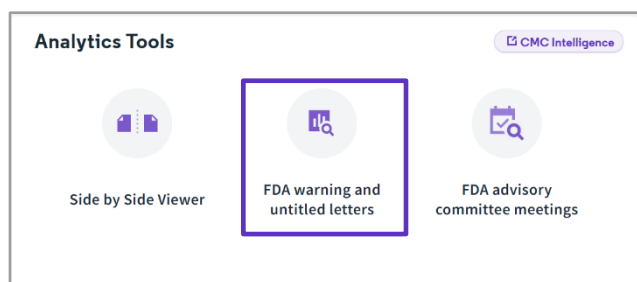 Analytics Tools
CMC Intelligence
Side by Side Viewer
FDA warning and
untitled letters
FDA advisory
committee meetings